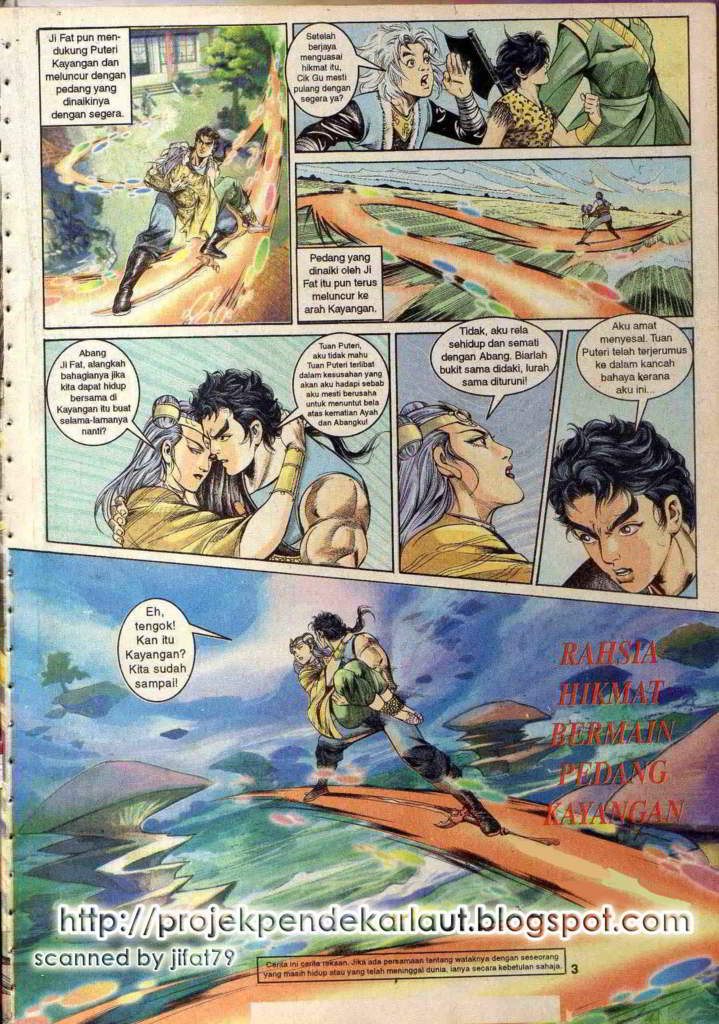 Ji Fat pun men-
dukung Puteri
Kayangan dan
meluncur dengan
pedang yang
dinaikinya
dengan segera.
Setelah
berjaya
menguasai
hikmat itu,
Cik Gu mesti
pulang dengan
segera ya?
Pedang yang
dinaiki oleh Ji
Fat itu pun terus
meluncur ke
arah Kayangan.
Abang
Ji Fat, alangkah
bahagianya jika
kita dapat hidup
bersama di
Kayangan itu buat
selama-lamanya
nanti?
Tuan Puteri,
aku tidak mahu
Tuan Puteri terlibat
dalam kesusahan yang
akan aku hadapi sebab
aku mesti berusaha
untuk menuntut bela
atas kematian Ayah
dan Abangku!
Tidak, aku rela
sehidup dan semati
dengan Abang. Biarlah
bukit sama didaki, lurah
sama dituruni!
Aku amat
menyesal. Tuan
Puteri telah terjerumus
ke dalam kancah
bahaya kerana
aku ini...
Eh,
tengok!
Kan itu
Kayangan?
Kita sudah
sampai!
RAHSIA
HIKMAT
BERMAIN
PEDANG
KAYANGAN
http://projekpendekarlaut.blogspot.com
scanned by jifat79
Cerita ini cerita rekaan. Jika ada persamaan tentang wataknya dengan seseorang
yang masih hidup atau yang telah meninggal dunia, ianya secara kebetulan sahaja.
3